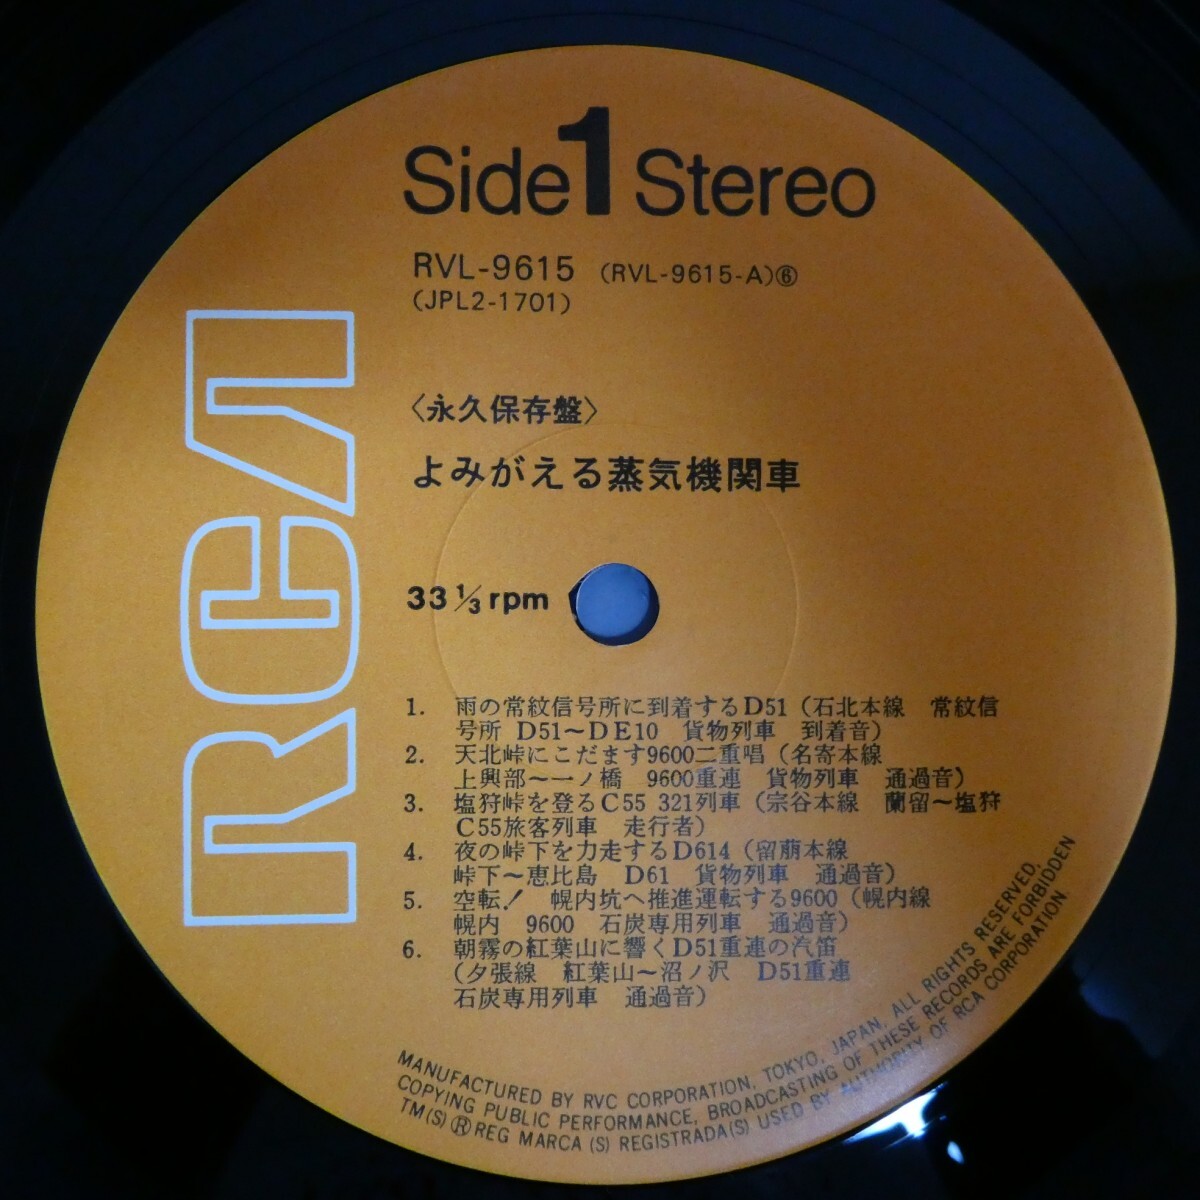 Side 1 Stereo
RVL-9615 (RVL-9615-A)⑥
(JPL2-1701)
RCA
〈永久保存盤〉
よみがえる蒸気機関車
33 1/3 rpm
1. 雨の常紋信号所に到着するD51（石北本線 常紋信
号所 D51～DE10 貨物列車 到着音）
2. 天北峠にこだます9600二重唱（名寄本線
上興部～一ノ橋 9600重連 貨物列車 通過音）
3. 塩狩峠を登るC55 321列車（宗谷本線 蘭留～塩狩
C55旅客列車 走行者）
4. 夜の峠下を力走するD614（留萠本線
峠下～恵比島 D61 貨物列車 通過音）
5. 空転！ 幌内坑へ推進運転する9600（幌内線
幌内 9600 石炭専用列車 通過音）
6. 朝霧の紅葉山に響くD51重連の汽笛
（夕張線 紅葉山～沼ノ沢 D51重連
石炭専用列車 通過音）
MANUFACTURED BY RVC CORPORATION, TOKYO, JAPAN. ALL RIGHTS RESERVED.
COPYING PUBLIC PERFORMANCE, BROADCASTING OF THESE RECORDS ARE FORBIDDEN
TM(S) ® REG MARCA (S) REGISTRADA(S) USED BY AUTHORITY OF RCA CORPORATION.